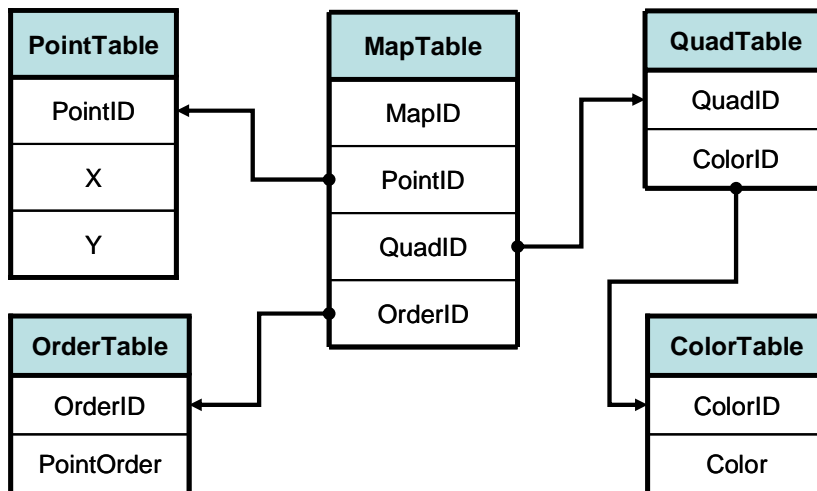 PointTable
PointID
X
Y
MapTable
MapID
PointID
QuadID
OrderID
QuadTable
QuadID
ColorID
OrderTable
OrderID
PointOrder
ColorTable
ColorID
Color